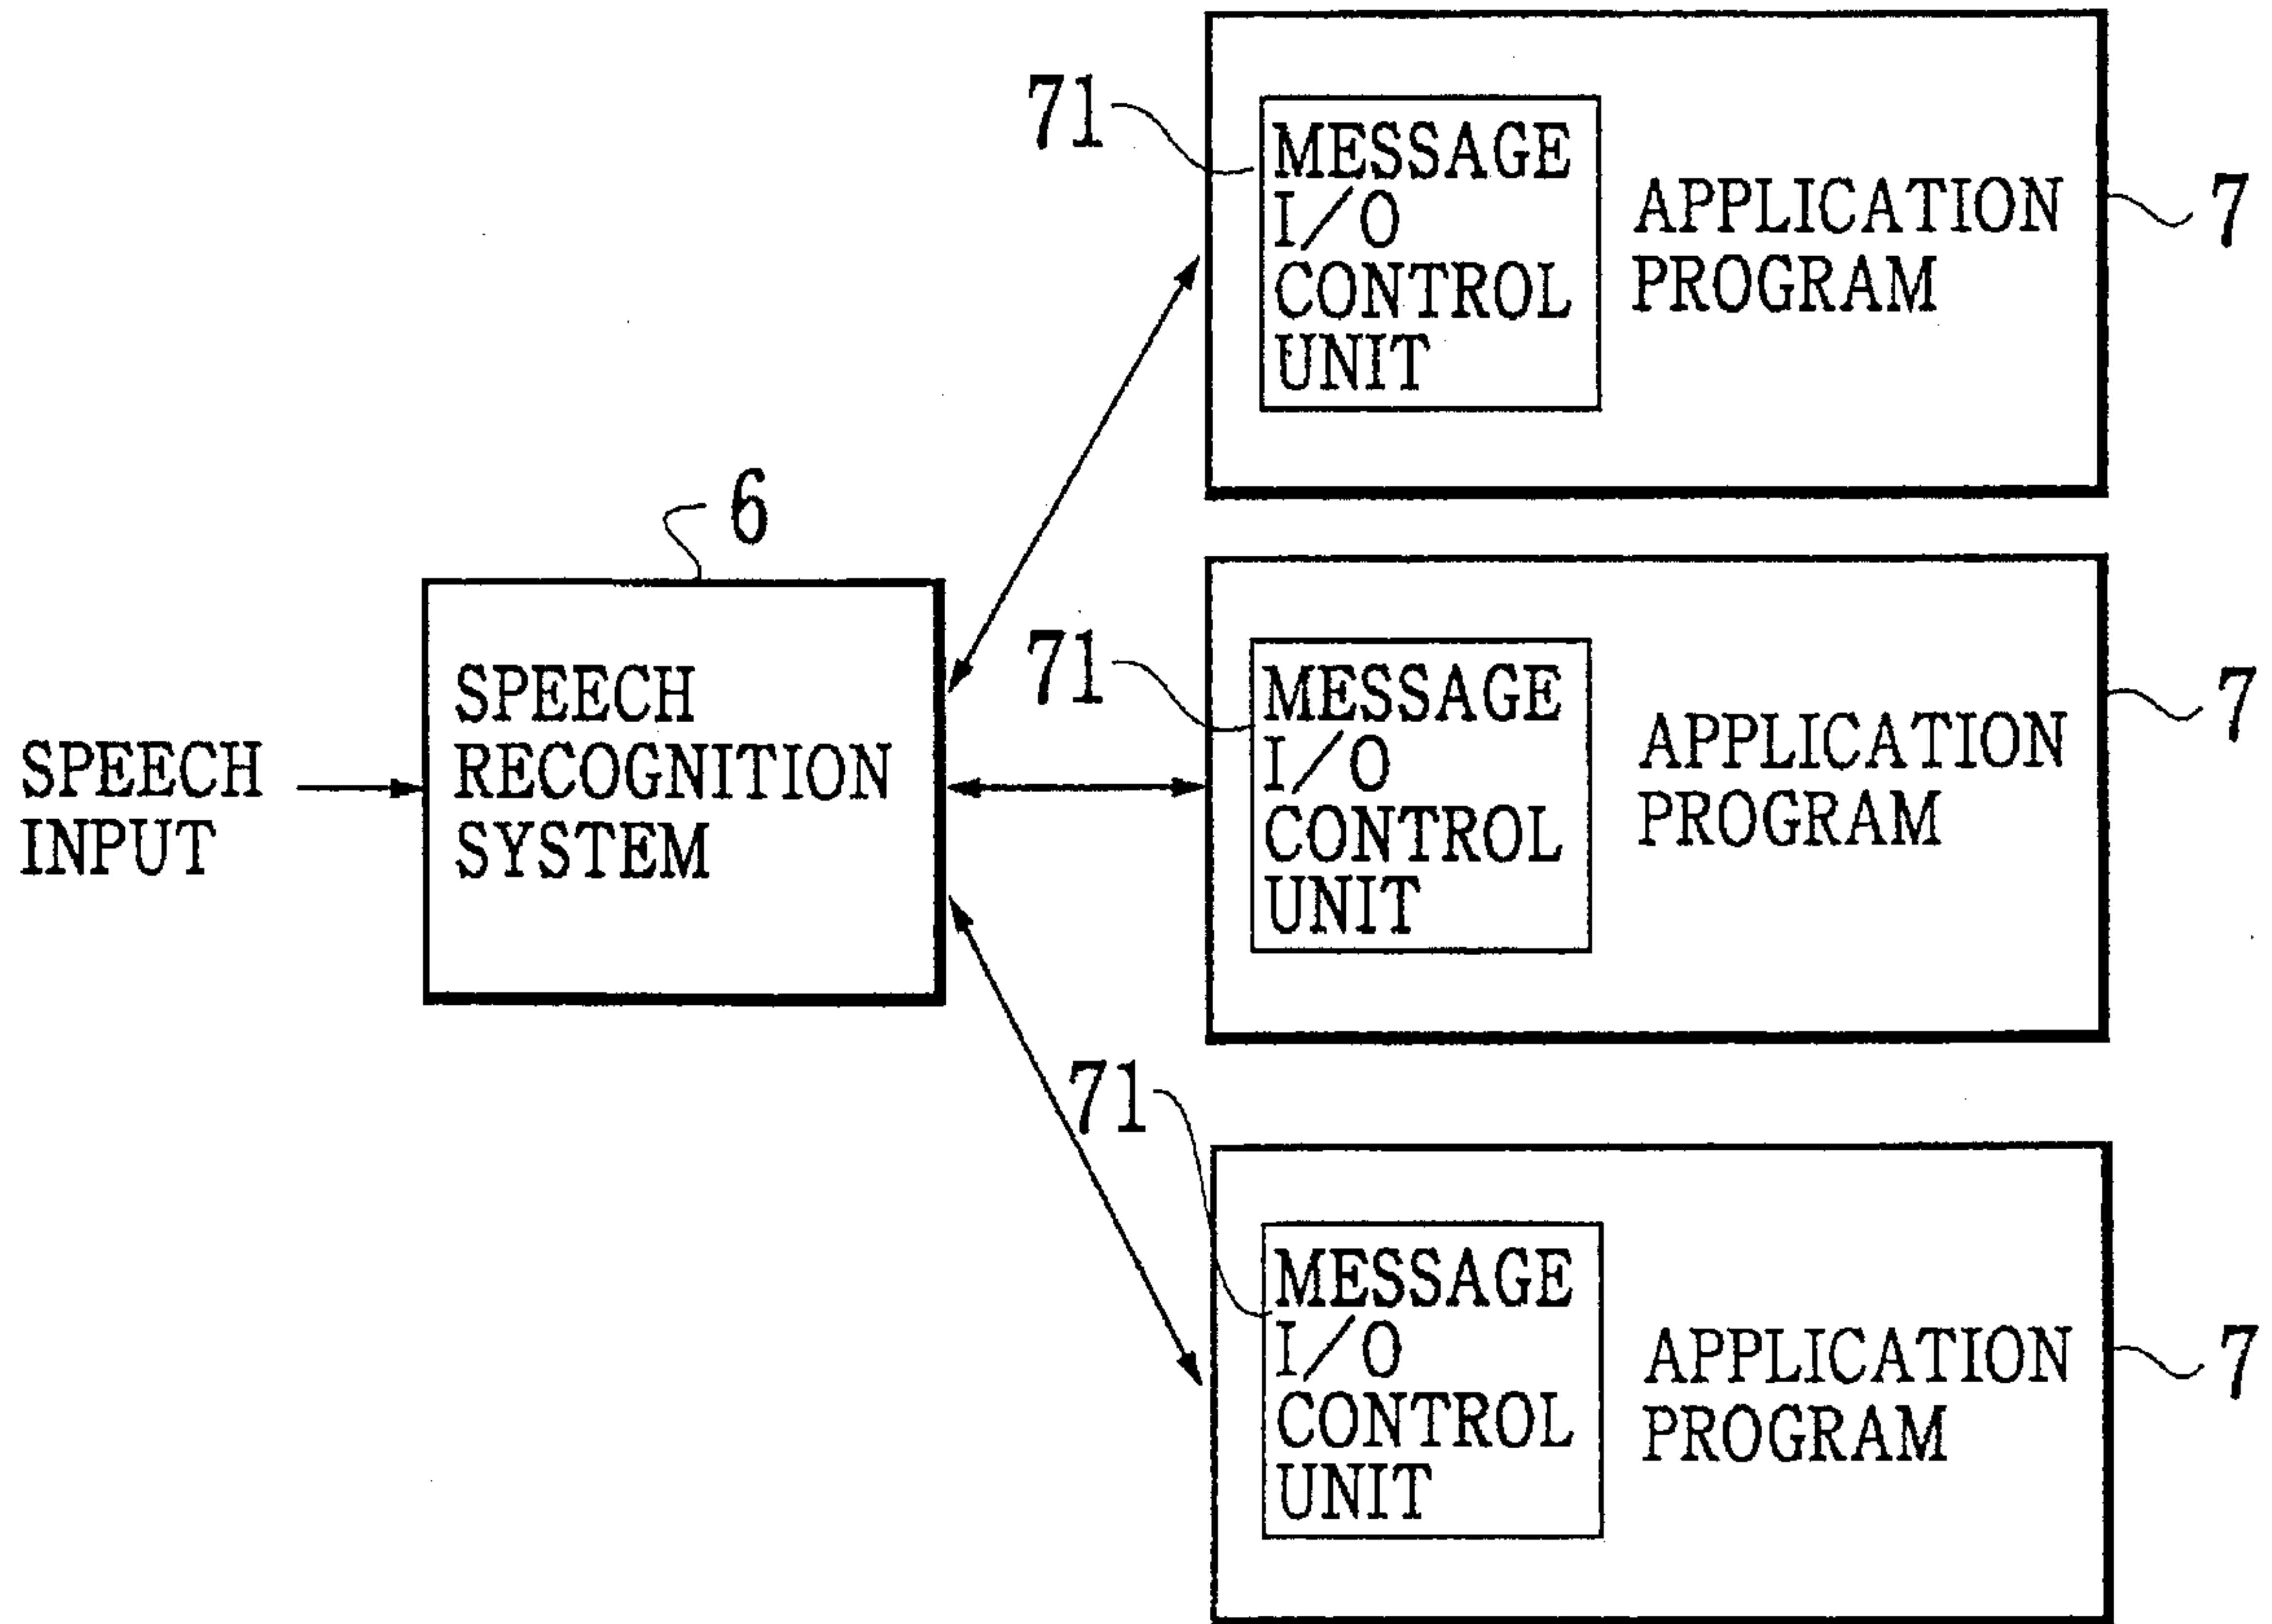 71
MESSAGE
I/O
CONTROL
UNIT
APPLICATION
PROGRAM
7
6
SPEECH
INPUT
SPEECH
RECOGNITION
SYSTEM
71
MESSAGE
I/O
CONTROL
UNIT
APPLICATION
PROGRAM
7
71
MESSAGE
I/O
CONTROL
UNIT
APPLICATION
PROGRAM
7